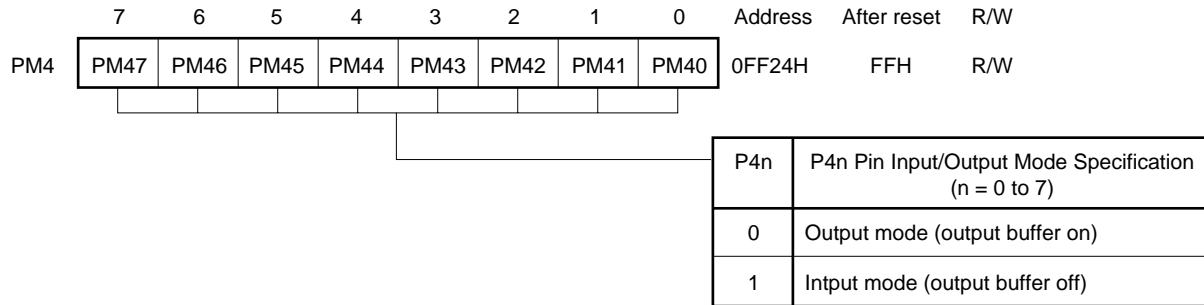 7 6 5 4 3 2 1 0 Address After reset R/W
PM4 PM47 PM46 PM45 PM44 PM43 PM42 PM41 PM40 0FF24H FFH R/W
P4n P4n Pin Input/Output Mode Specification
(n = 0 to 7)
0 Output mode (output buffer on)
1 Intput mode (output buffer off)